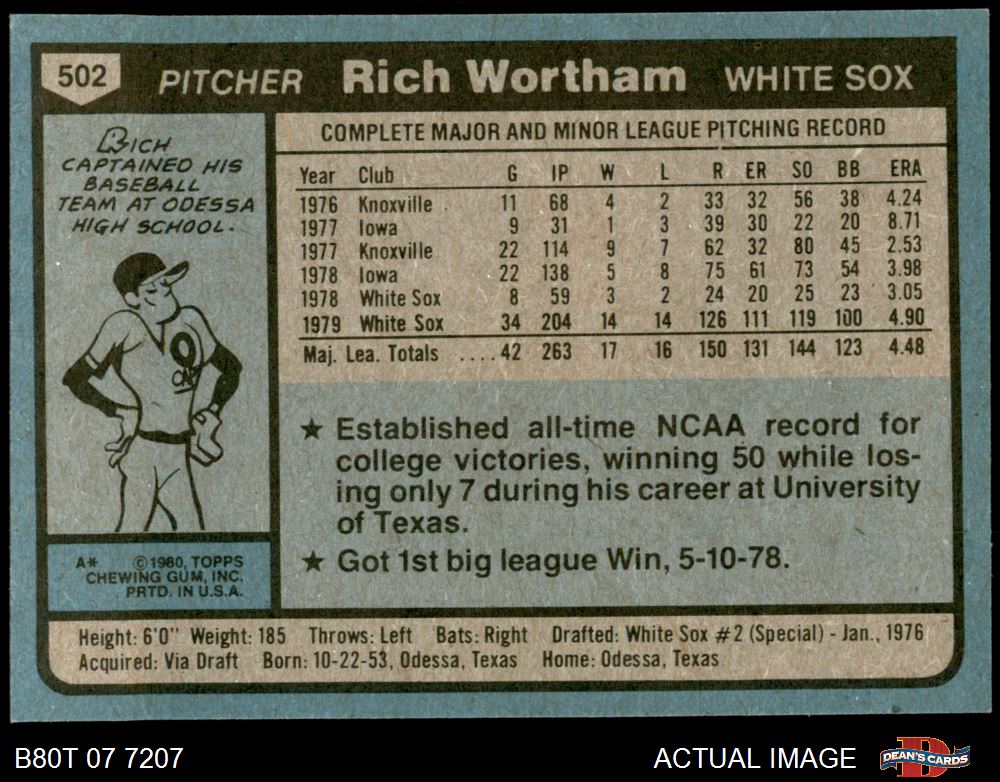 502 PITCHER Rich Wortham WHITE SOX
RICH
CAPTAINED HIS
BASEBALL
TEAM AT ODESSA
HIGH SCHOOL.
A* ©1980, TOPPS
CHEWING GUM, INC.
PRTD. IN U.S.A.
COMPLETE MAJOR AND MINOR LEAGUE PITCHING RECORD
Year Club G IP W L R ER SO BB ERA
1976 Knoxville 11 68 4 2 33 32 56 38 4.24
1977 Iowa 9 31 1 3 39 30 22 20 8.71
1977 Knoxville 22 114 9 7 62 32 80 45 2.53
1978 Iowa 22 138 5 8 75 61 73 54 3.98
1978 White Sox 8 59 3 2 24 20 25 23 3.05
1979 White Sox 34 204 14 14 126 111 119 100 4.90
Maj. Lea. Totals ....42 263 17 16 150 131 144 123 4.48
★ Established all-time NCAA record for
college victories, winning 50 while los-
ing only 7 during his career at University
of Texas.
★ Got 1st big league Win, 5-10-78.
Height: 6'0" Weight: 185 Throws: Left Bats: Right Drafted: White Sox #2 (Special) - Jan., 1976
Acquired: Via Draft Born: 10-22-53, Odessa, Texas Home: Odessa, Texas
B80T 07 7207 ACTUAL IMAGE DEAN'S CARDS